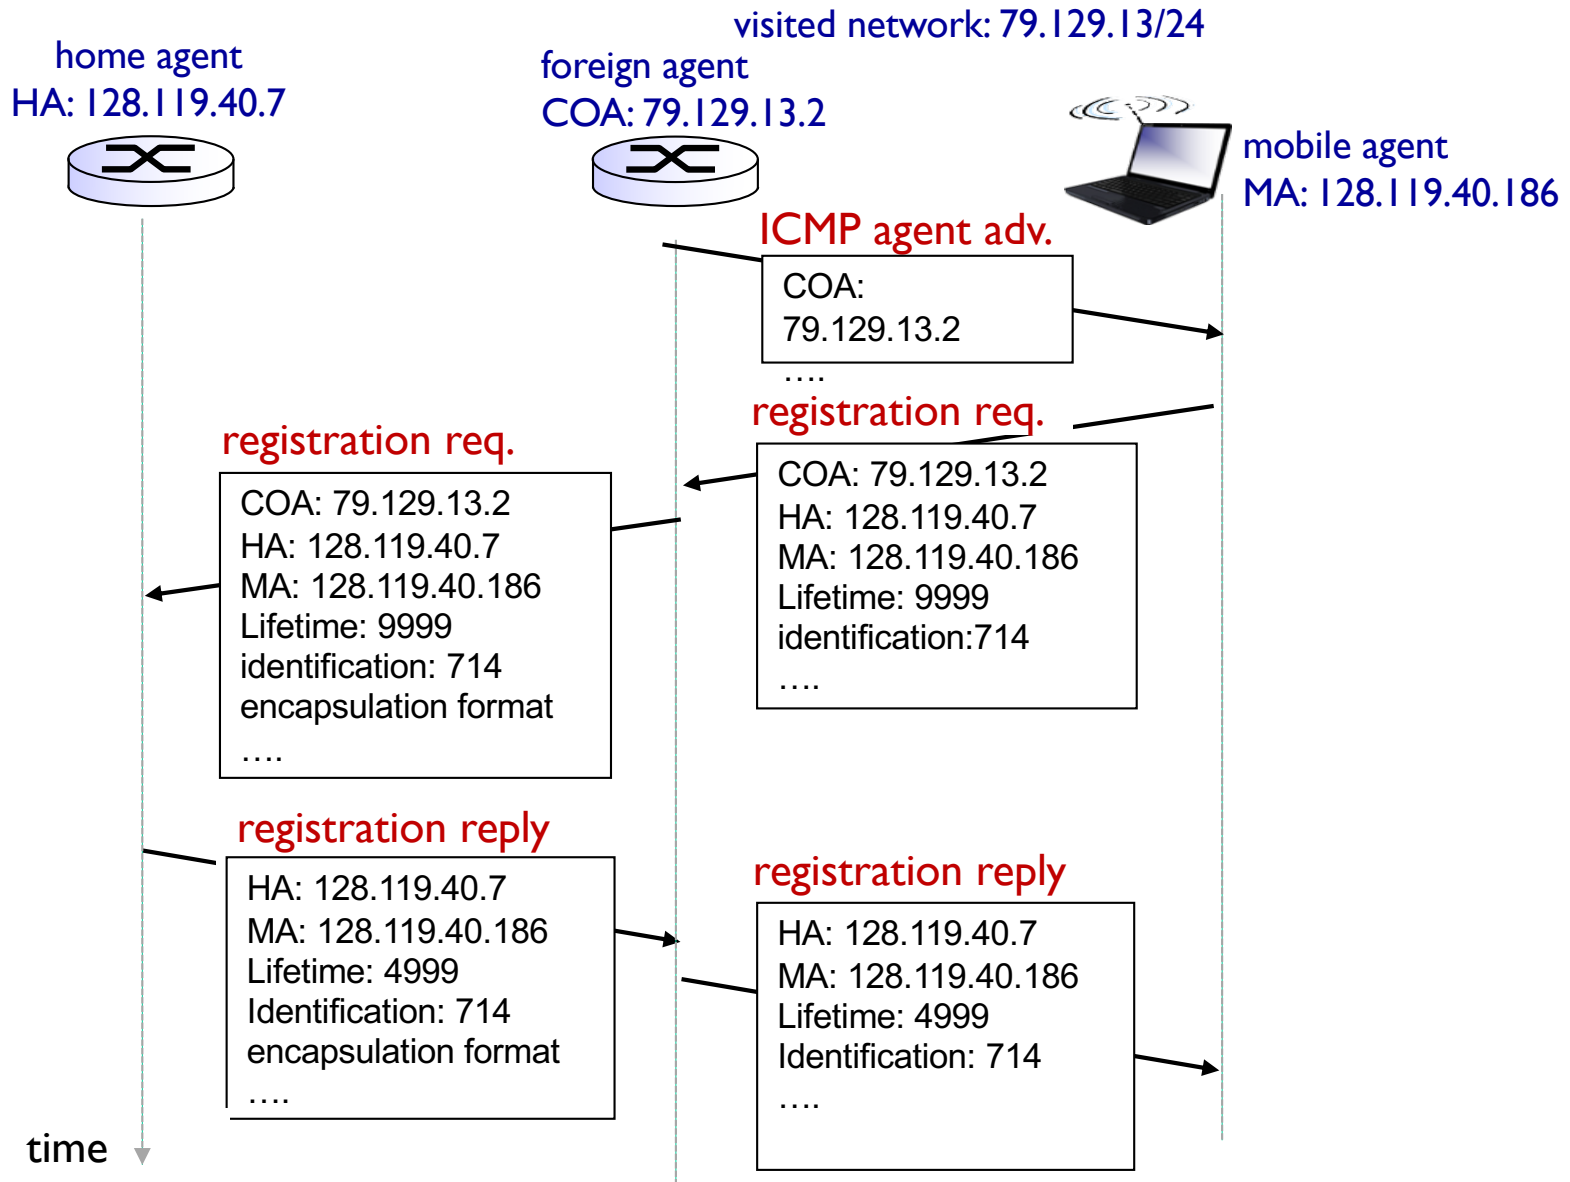 visited network: 79.129.13/24
home agent
HA: 128.119.40.7
foreign agent
COA: 79.129.13.2
mobile agent
MA: 128.119.40.186
ICMP agent adv.
COA:
79.129.13.2
….
registration req.
COA: 79.129.13.2
HA: 128.119.40.7
MA: 128.119.40.186
Lifetime: 9999
identification:714
….
registration req.
COA: 79.129.13.2
HA: 128.119.40.7
MA: 128.119.40.186
Lifetime: 9999
identification: 714
encapsulation format
….
registration reply
HA: 128.119.40.7
MA: 128.119.40.186
Lifetime: 4999
Identification: 714
encapsulation format
….
registration reply
HA: 128.119.40.7
MA: 128.119.40.186
Lifetime: 4999
Identification: 714
….
time